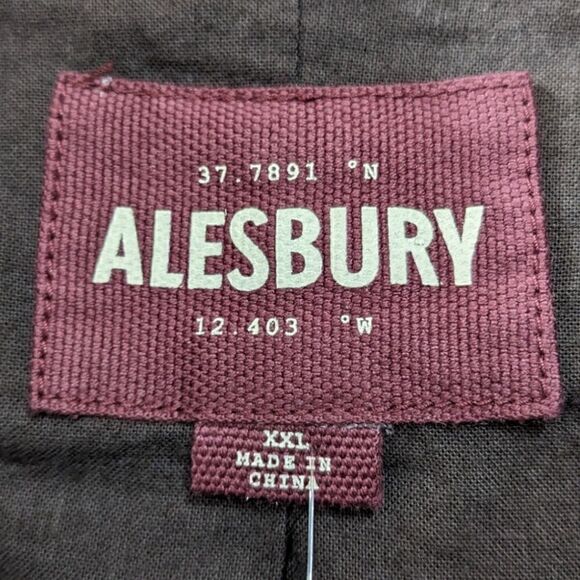 37.7891 °N
ALESBURY
12.403 °W
XXL
MADE IN
CHINA